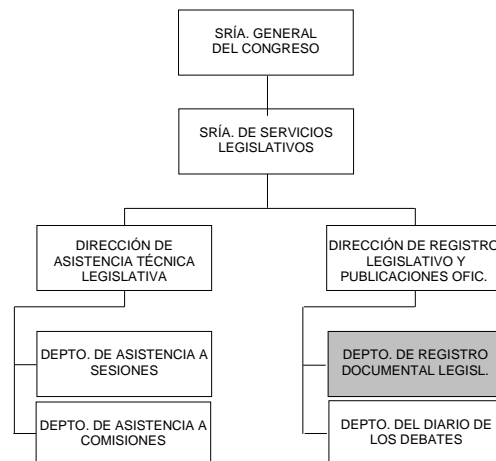 SRÍA. GENERAL
DEL CONGRESO
SRÍA. DE SERVICIOS
LEGISLATIVOS
DIRECCIÓN DE
ASISTENCIA TÉCNICA
LEGISLATIVA
DIRECCIÓN DE REGISTRO
LEGISLATIVO Y
PUBLICACIONES OFIC.
DEPTO. DE ASISTENCIA A
SESIONES
DEPTO. DE REGISTRO
DOCUMENTAL LEGISL.
DEPTO. DE ASISTENCIA A
COMISIONES
DEPTO. DEL DIARIO DE
LOS DEBATES